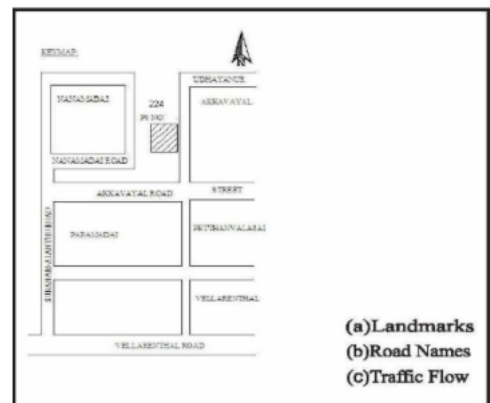 KEYMAP:
UDHAYANUR
NANAMADAI
224
AKKAVAYAL
NANAMADAI ROAD
AKKAVAYAL ROAD
STREET
PAPAMADAI
VELLARENTHAL
VELLARENTHAL ROAD
(a)Landmarks
(b)Road Names
(c)Traffic Flow